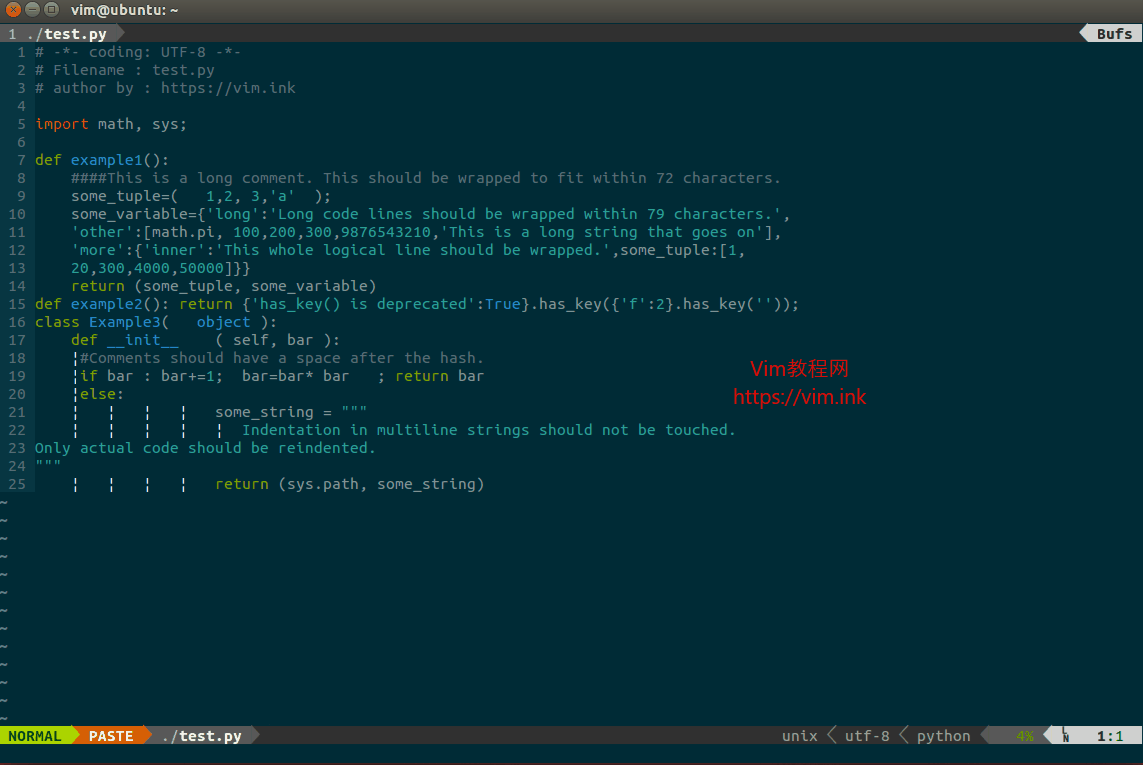 vim@ubuntu: ~
1 ./test.py Bufs
1 # -*- coding: UTF-8 -*-
2 # Filename : test.py
3 # author by : https://vim.ink
4
5 import math, sys;
6
7 def example1():
8     ####This is a long comment. This should be wrapped to fit within 72 characters.
9     some_tuple=(   1,2, 3,'a'  );
10     some_variable={'long':'Long code lines should be wrapped within 79 characters.',
11     'other':[math.pi, 100,200,300,9876543210,'This is a long string that goes on'],
12     'more':{'inner':'This whole logical line should be wrapped.',some_tuple:[1,
13     20,300,4000,50000]}}
14     return (some_tuple, some_variable)
15 def example2(): return {'has_key() is deprecated':True}.has_key({'f':2}.has_key(''));
16 class Example3(   object ):
17     def __init__    ( self, bar ):
18     ¦#Comments should have a space after the hash.
19     ¦if bar : bar+=1;  bar=bar* bar   ; return bar
20     ¦else:
21     ¦   ¦   ¦   ¦   some_string = """
22     ¦   ¦   ¦   ¦   ¦  Indentation in multiline strings should not be touched.
23 Only actual code should be reindented.
24 """
25     ¦   ¦   ¦   ¦   return (sys.path, some_string)
Vim教程网
https://vim.ink
~
~
~
~
~
~
~
~
~
~
~
~
~
NORMAL PASTE ./test.py unix utf-8 python 4% LN 1:1